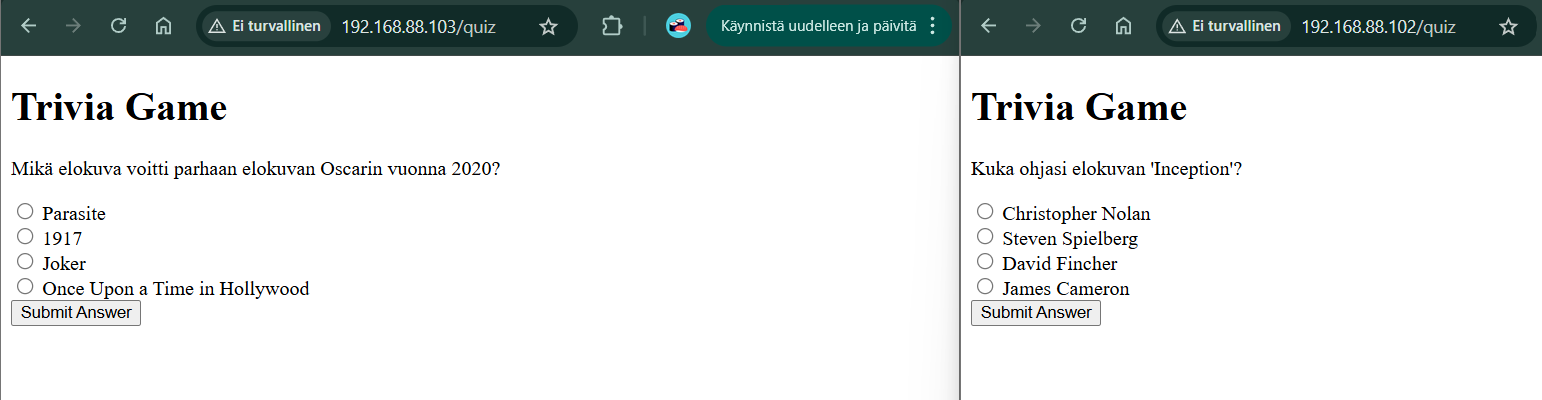 Ei turvallinen 192.168.88.103/quiz Käynnistä uudelleen ja päivitä
Trivia Game
Mikä elokuva voitti parhaan elokuvan Oscarin vuonna 2020?
Parasite
1917
Joker
Once Upon a Time in Hollywood
Submit Answer
Ei turvallinen 192.168.88.102/quiz
Trivia Game
Kuka ohjasi elokuvan 'Inception'?
Christopher Nolan
Steven Spielberg
David Fincher
James Cameron
Submit Answer